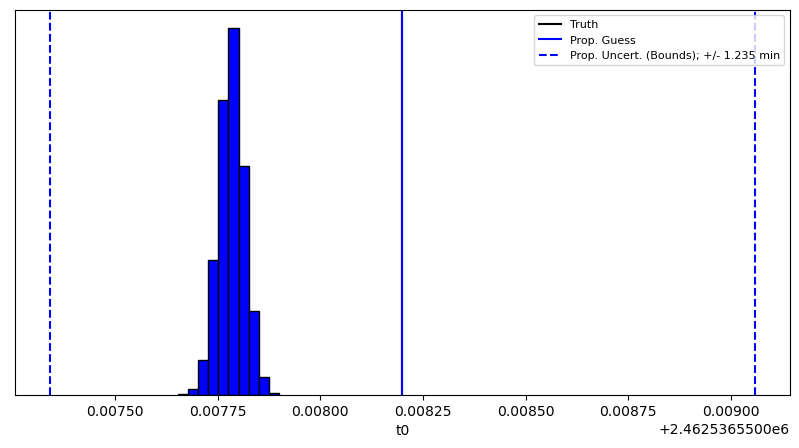 Truth
Prop. Guess
Prop. Uncert. (Bounds); +/- 1.235 min
0.00750 0.00775 0.00800 0.00825 0.00850 0.00875 0.00900
t0
+2.4625365500e6